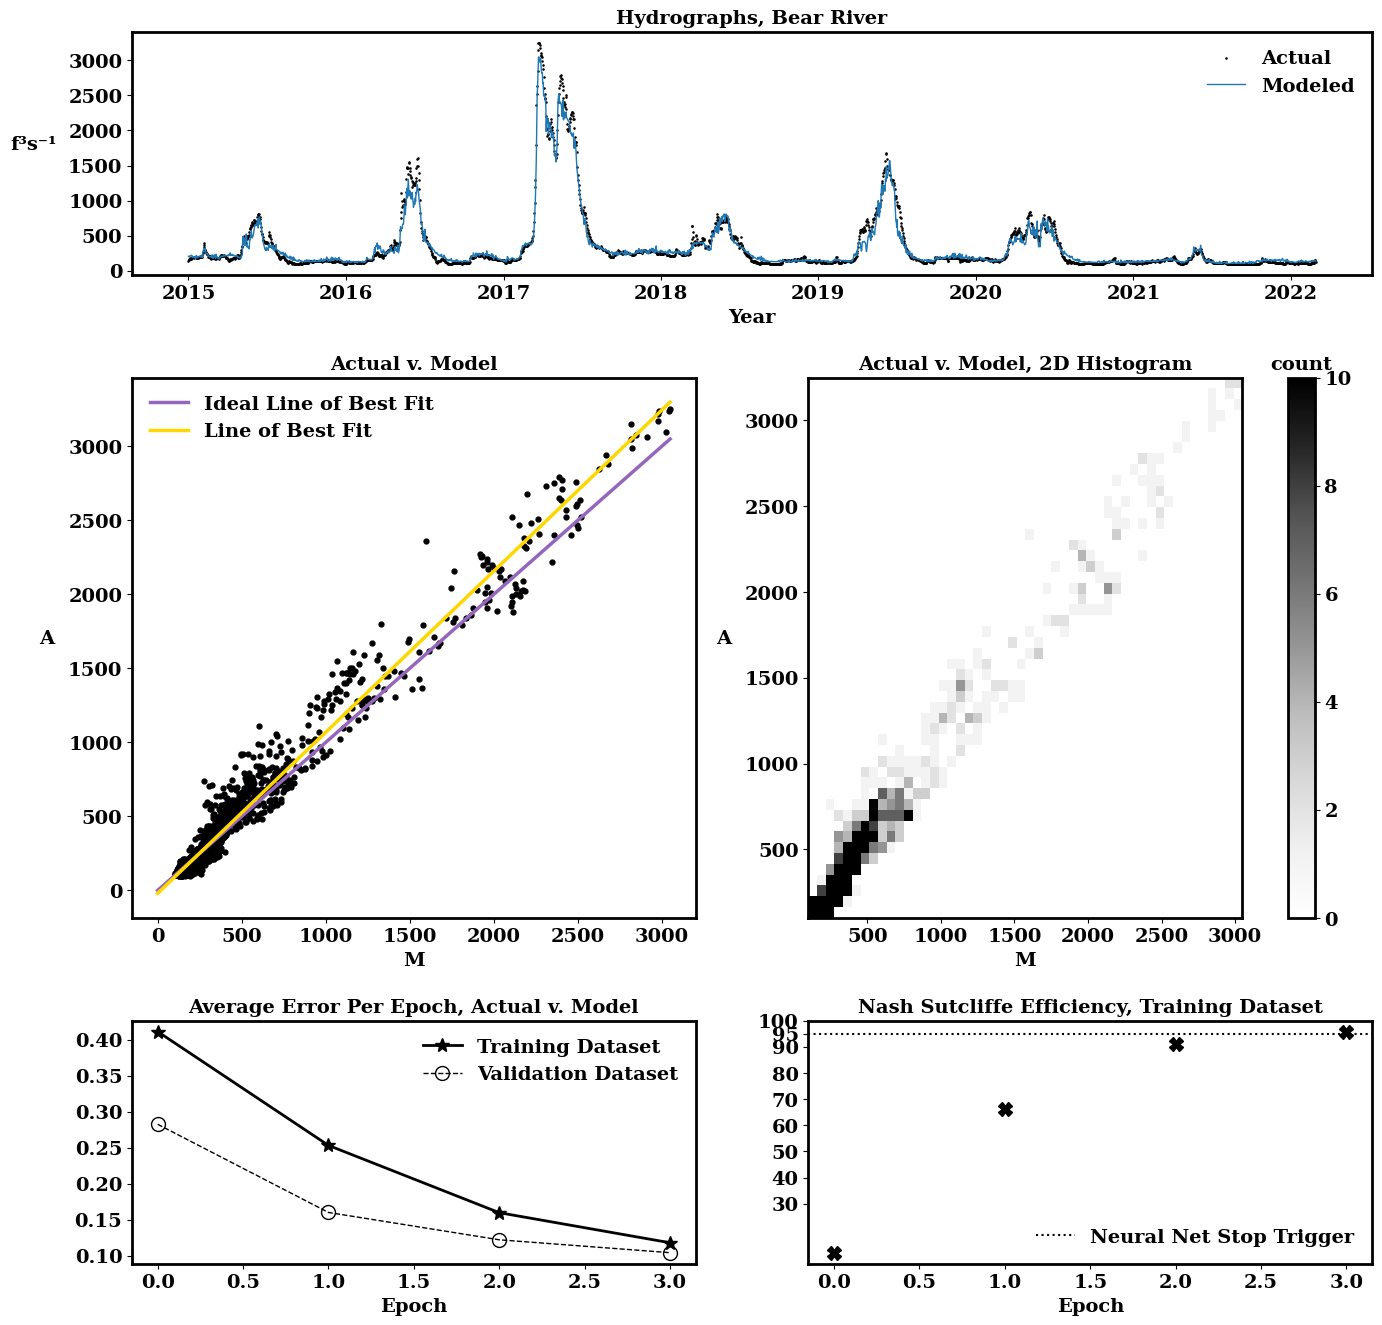 Hydrographs, Bear River
3000
2500
2000
1500
1000
500
0
f³s⁻¹
Actual
Modeled
2015 2016 2017 2018 2019 2020 2021 2022
Year
Actual v. Model
Ideal Line of Best Fit
Line of Best Fit
3000
2500
2000
1500
1000
500
0
A
0 500 1000 1500 2000 2500 3000
M
Actual v. Model, 2D Histogram
3000
2500
2000
1500
1000
500
A
500 1000 1500 2000 2500 3000
M
count
10
8
6
4
2
0
Average Error Per Epoch, Actual v. Model
0.40
0.35
0.30
0.25
0.20
0.15
0.10
Training Dataset
Validation Dataset
0.0 0.5 1.0 1.5 2.0 2.5 3.0
Epoch
Nash Sutcliffe Efficiency, Training Dataset
100
95
90
80
70
60
50
40
30
Neural Net Stop Trigger
0.0 0.5 1.0 1.5 2.0 2.5 3.0
Epoch